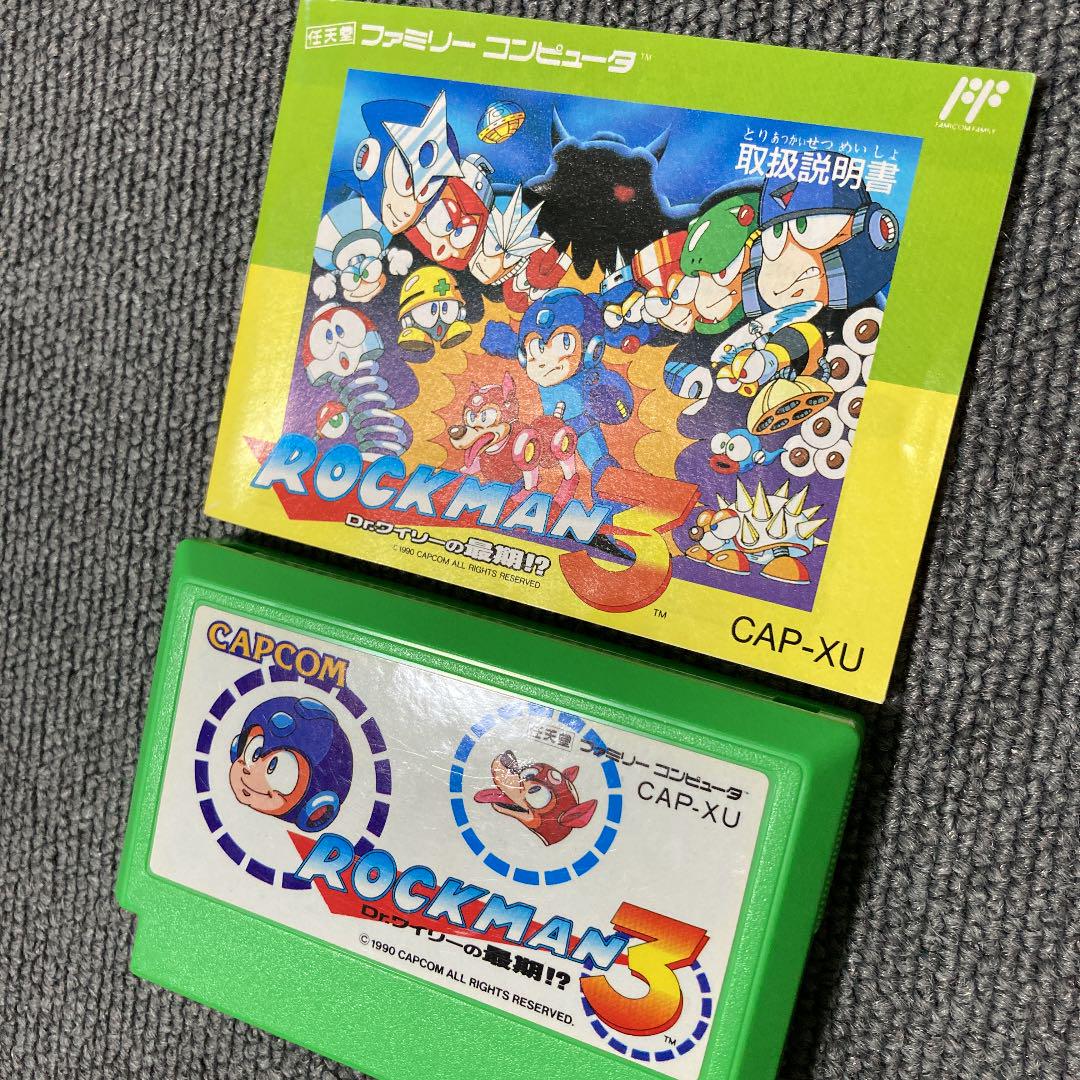 任天堂 ファミリー コンピュータ™
FAMICOM FAMILY
とりあつかいせつめいしょ
取扱説明書
ROCKMAN 3
Dr.ワイリーの最期!?
©1990 CAPCOM ALL RIGHTS RESERVED.
TM
CAP-XU
CAPCOM
任天堂 ファミリー コンピュータ™
CAP-XU
ROCKMAN 3
Dr.ワイリーの最期!?
©1990 CAPCOM ALL RIGHTS RESERVED.
TM